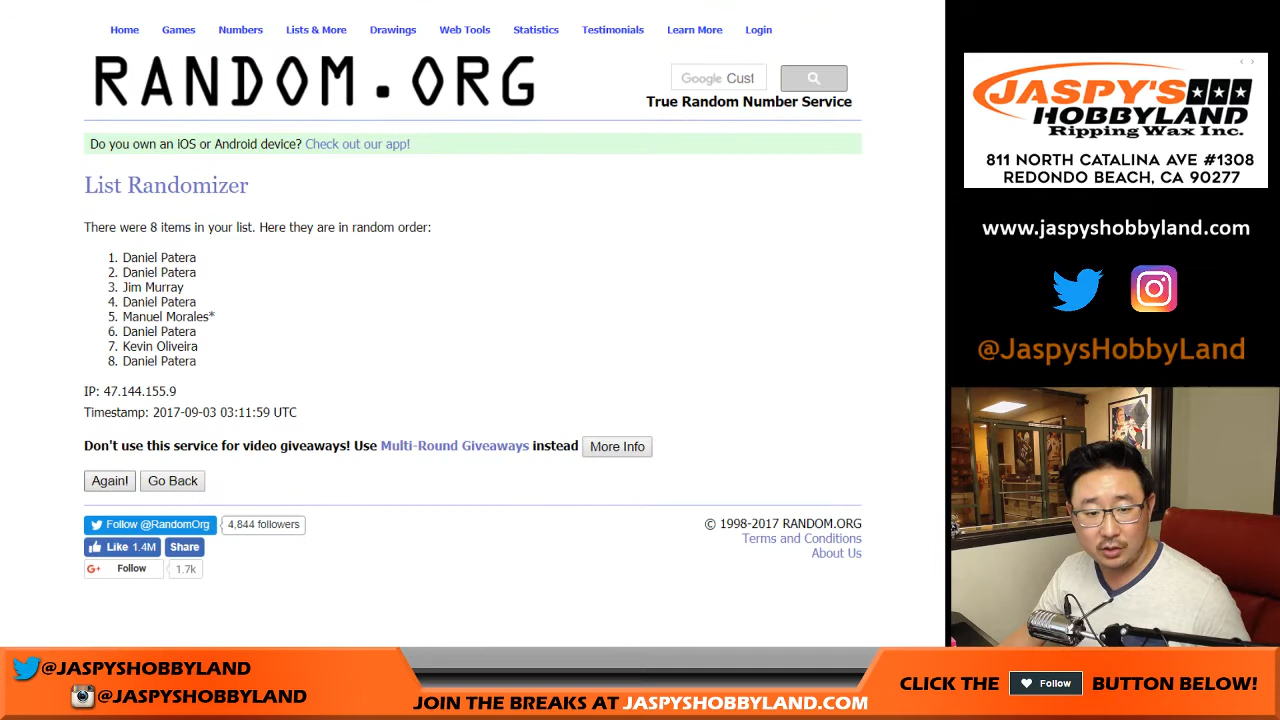 Home Games Numbers Lists & More Drawings Web Tools Statistics Testimonials Learn More Login
RANDOM.ORG
Google Cust
True Random Number Service
Do you own an iOS or Android device? Check out our app!
List Randomizer
There were 8 items in your list. Here they are in random order:
1. Daniel Patera
2. Daniel Patera
3. Jim Murray
4. Daniel Patera
5. Manuel Morales*
6. Daniel Patera
7. Kevin Oliveira
8. Daniel Patera
IP: 47.144.155.9
Timestamp: 2017-09-03 03:11:59 UTC
Don't use this service for video giveaways! Use Multi-Round Giveaways instead More Info
Again! Go Back
Follow @RandomOrg 4,844 followers
Like 1.4M Share
G+ Follow 1.7k
© 1998-2017 RANDOM.ORG
Terms and Conditions
About Us
JASPY'S
HOBBYLAND
Ripping Wax Inc.
811 NORTH CATALINA AVE #1308
REDONDO BEACH, CA 90277
www.jaspyshobbyland.com
@JaspysHobbyLand
@JASPYSHOBBYLAND
@JASPYSHOBBYLAND
JOIN THE BREAKS AT JASPYSHOBBYLAND.COM
CLICK THE Follow BUTTON BELOW!